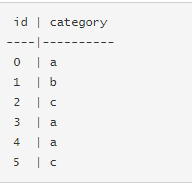 id | category
----|----------
0 | a
1 | b
2 | c
3 | a
4 | a
5 | c